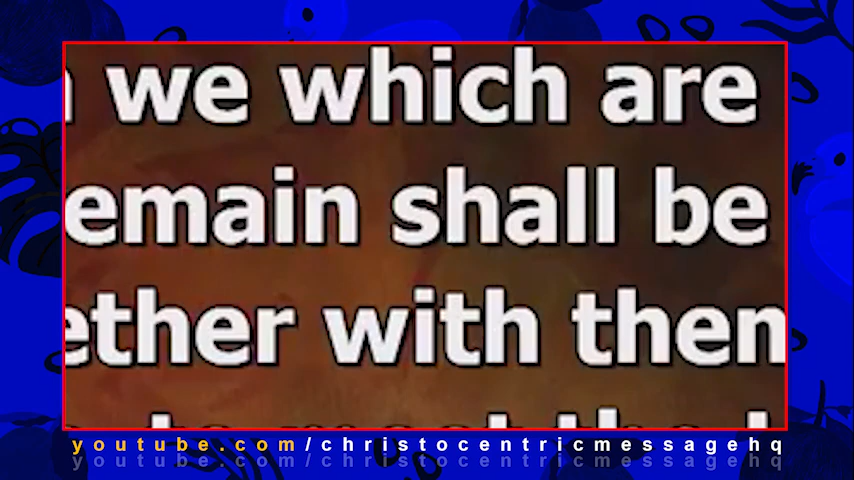 we which are
emain shall be
ether with then
youtube.com/christocentricmessagehq